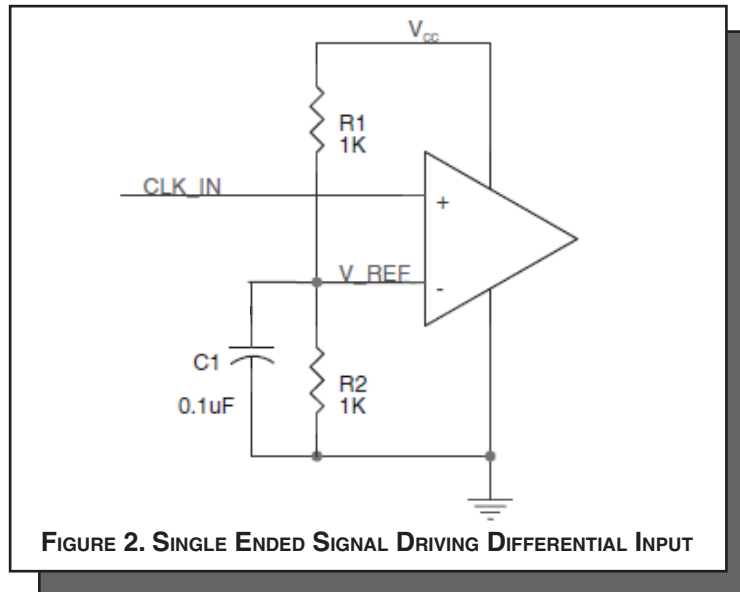 Vcc
R1
1K
CLK_IN
+
V_REF
-
C1
0.1uF
R2
1K
FIGURE 2. SINGLE ENDED SIGNAL DRIVING DIFFERENTIAL INPUT